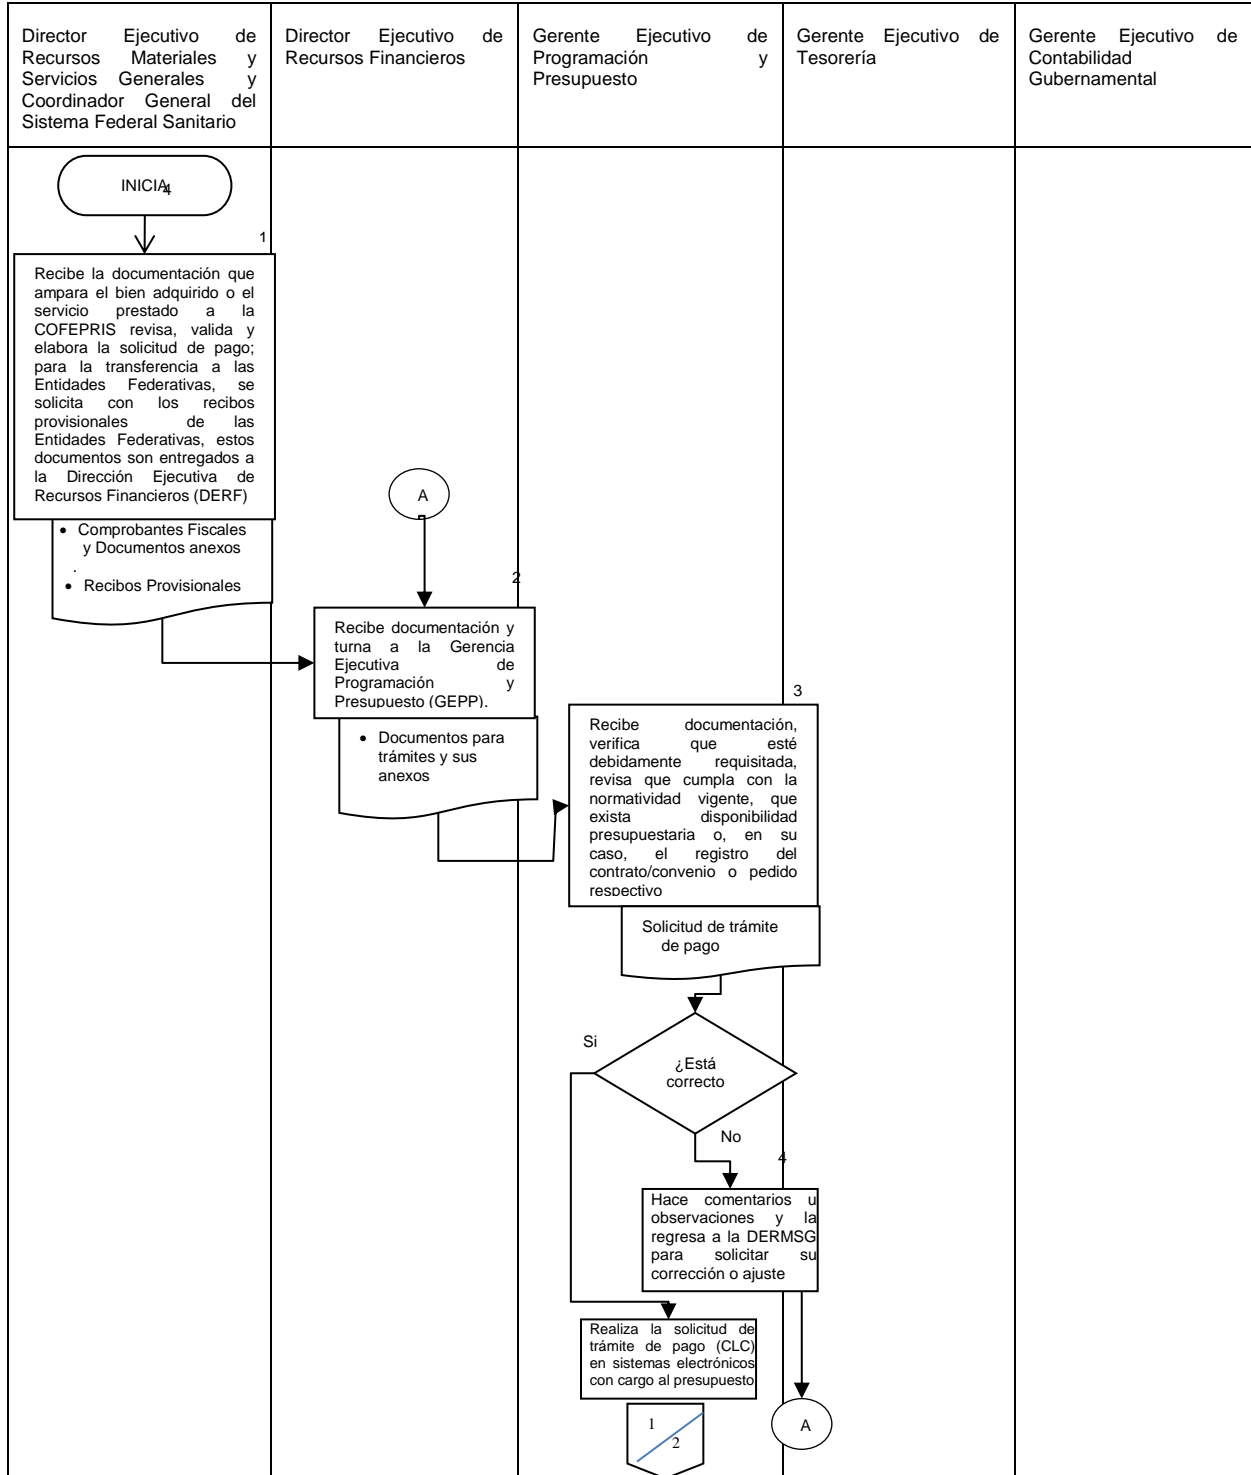 Director Ejecutivo de
Recursos Materiales y
Servicios Generales y
Coordinador General del
Sistema Federal Sanitario
Director Ejecutivo de
Recursos Financieros
Gerente Ejecutivo de
Programación y
Presupuesto
Gerente Ejecutivo de
Tesorería
Gerente Ejecutivo de
Contabilidad
Gubernamental
INICIA
4
1
Recibe la documentación que
ampara el bien adquirido o el
servicio prestado a la
COFEPRIS revisa, valida y
elabora la solicitud de pago;
para la transferencia a las
Entidades Federativas, se
solicita con los recibos
provisionales de las
Entidades Federativas, estos
documentos son entregados a
la Dirección Ejecutiva de
Recursos Financieros (DERF)
• Comprobantes Fiscales
y Documentos anexos
.
• Recibos Provisionales
A
2
Recibe documentación y
turna a la Gerencia
Ejecutiva de
Programación y
Presupuesto (GEPP).
• Documentos para
trámites y sus
anexos
3
Recibe documentación,
verifica que esté
debidamente requisitada,
revisa que cumpla con la
normatividad vigente, que
exista disponibilidad
presupuestaria o, en su
caso, el registro del
contrato/convenio o pedido
respectivo
Solicitud de trámite
de pago
Si
¿Está
correcto
No
4
Hace comentarios u
observaciones y la
regresa a la DERMSG
para solicitar su
corrección o ajuste
Realiza la solicitud de
trámite de pago (CLC)
en sistemas electrónicos
con cargo al presupuesto
1
2
A